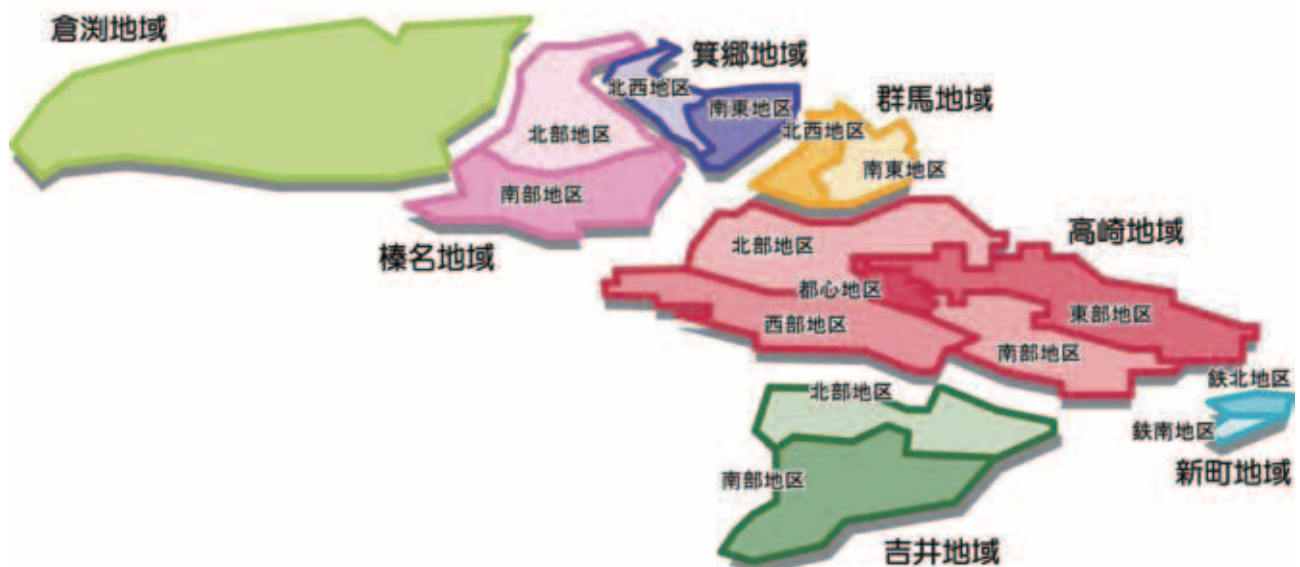 倉渕地域
箕郷地域
北西地区
南東地区
群馬地域
北西地区
南東地区
北部地区
南部地区
榛名地域
高崎地域
北部地区
都心地区
西部地区
東部地区
南部地区
北部地区
南部地区
吉井地域
鉄北地区
鉄南地区
新町地域